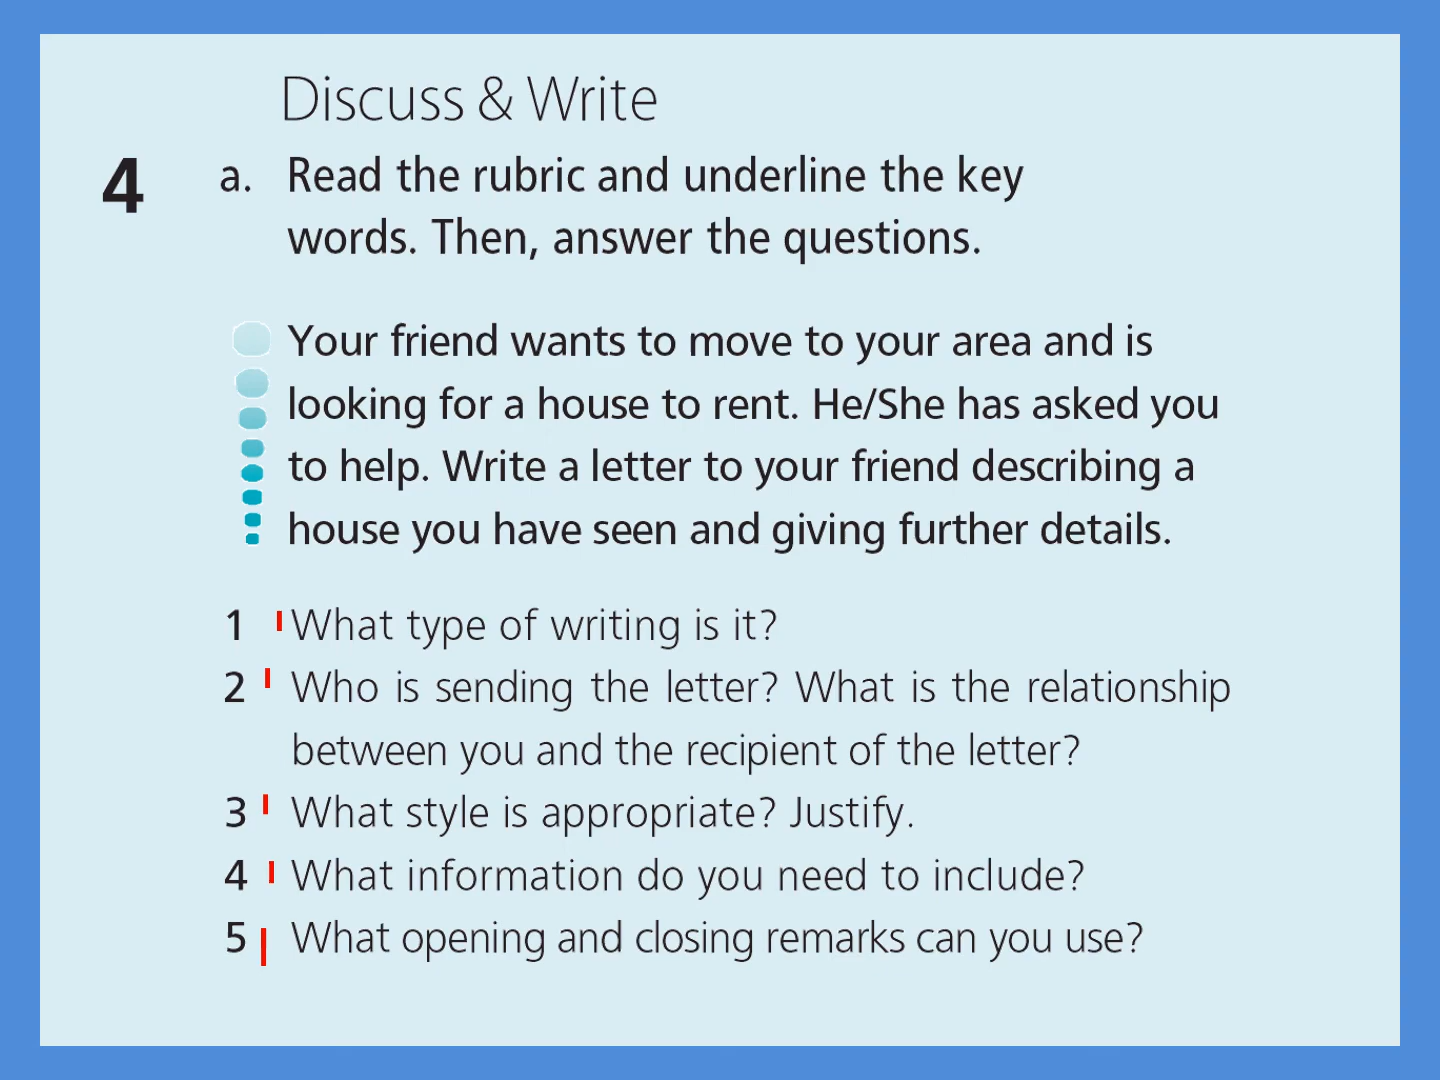 Discuss & Write
4 a. Read the rubric and underline the key
words. Then, answer the questions.
Your friend wants to move to your area and is
looking for a house to rent. He/She has asked you
to help. Write a letter to your friend describing a
house you have seen and giving further details.
1 What type of writing is it?
2 Who is sending the letter? What is the relationship
between you and the recipient of the letter?
3 What style is appropriate? Justify.
4 What information do you need to include?
5 What opening and closing remarks can you use?